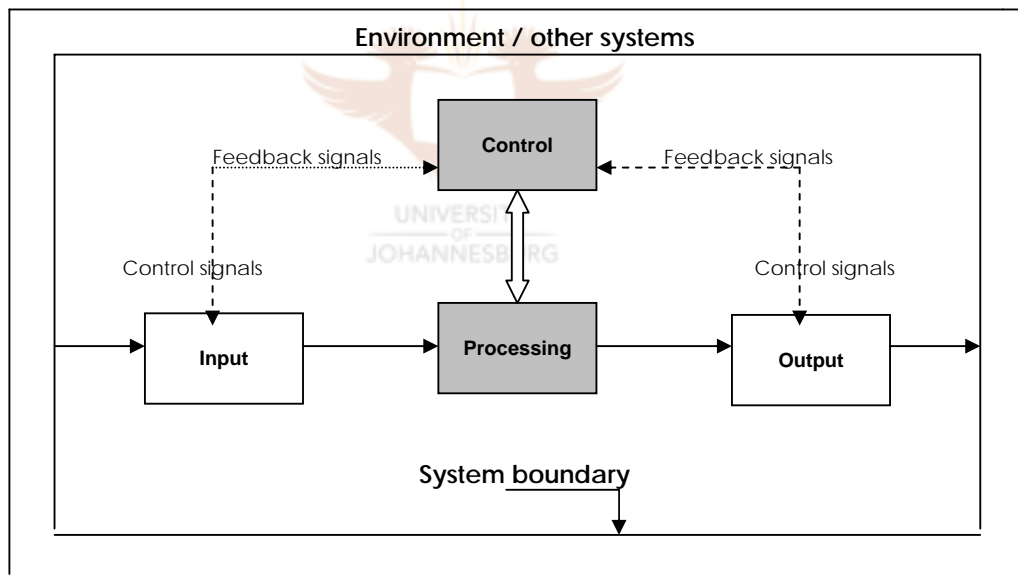 Environment / other systems
Control
Feedback signals
Feedback signals
UNIVERSITY
OF
JOHANNESBURG
Control signals
Control signals
Input
Processing
Output
System boundary